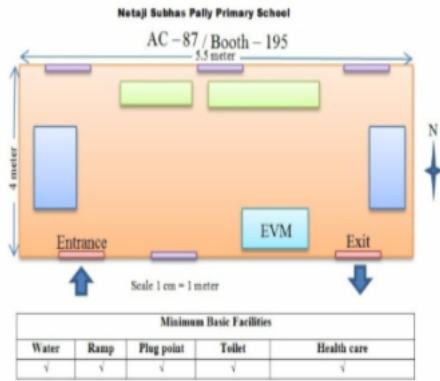 Netaji Subhas Pally Primary School
AC – 87 / Booth – 195
5.5 meter
4 meter
N
EVM
Entrance
Exit
Scale 1 cm = 1 meter
Minimum Basic Facilities
Water Ramp Plug point Toilet Health care
√ √ √ √ √